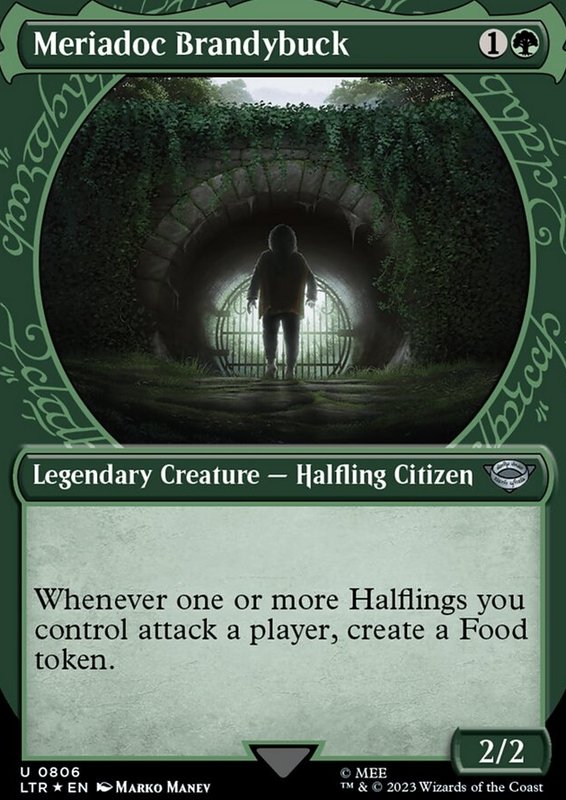 Meriadoc Brandybuck 1
Legendary Creature — Halfling Citizen
Whenever one or more Halflings you
control attack a player, create a Food
token.
2/2
U 0806
LTR ★ EN Marko Manev
© MEE
™ & © 2023 Wizards of the Coast